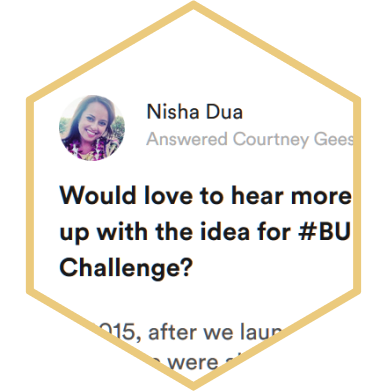 Nisha Dua
Answered Courtney Gees
Would love to hear more
up with the idea for #BU
Challenge?
015, after we laun
were